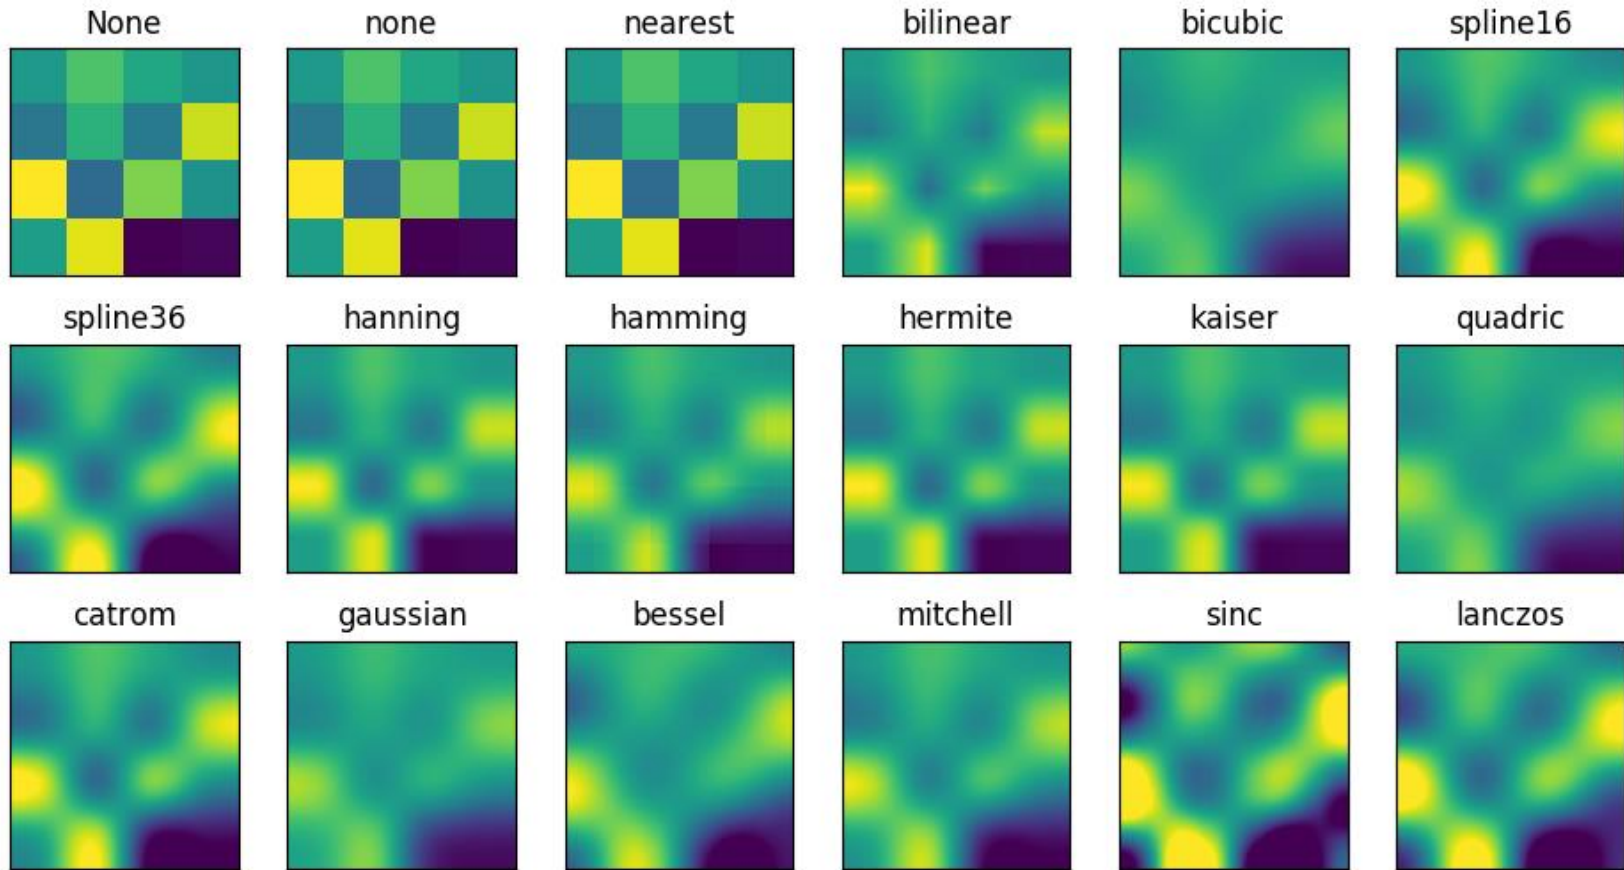 None none nearest bilinear bicubic spline16
spline36 hanning hamming hermite kaiser quadric
catrom gaussian bessel mitchell sinc lanczos